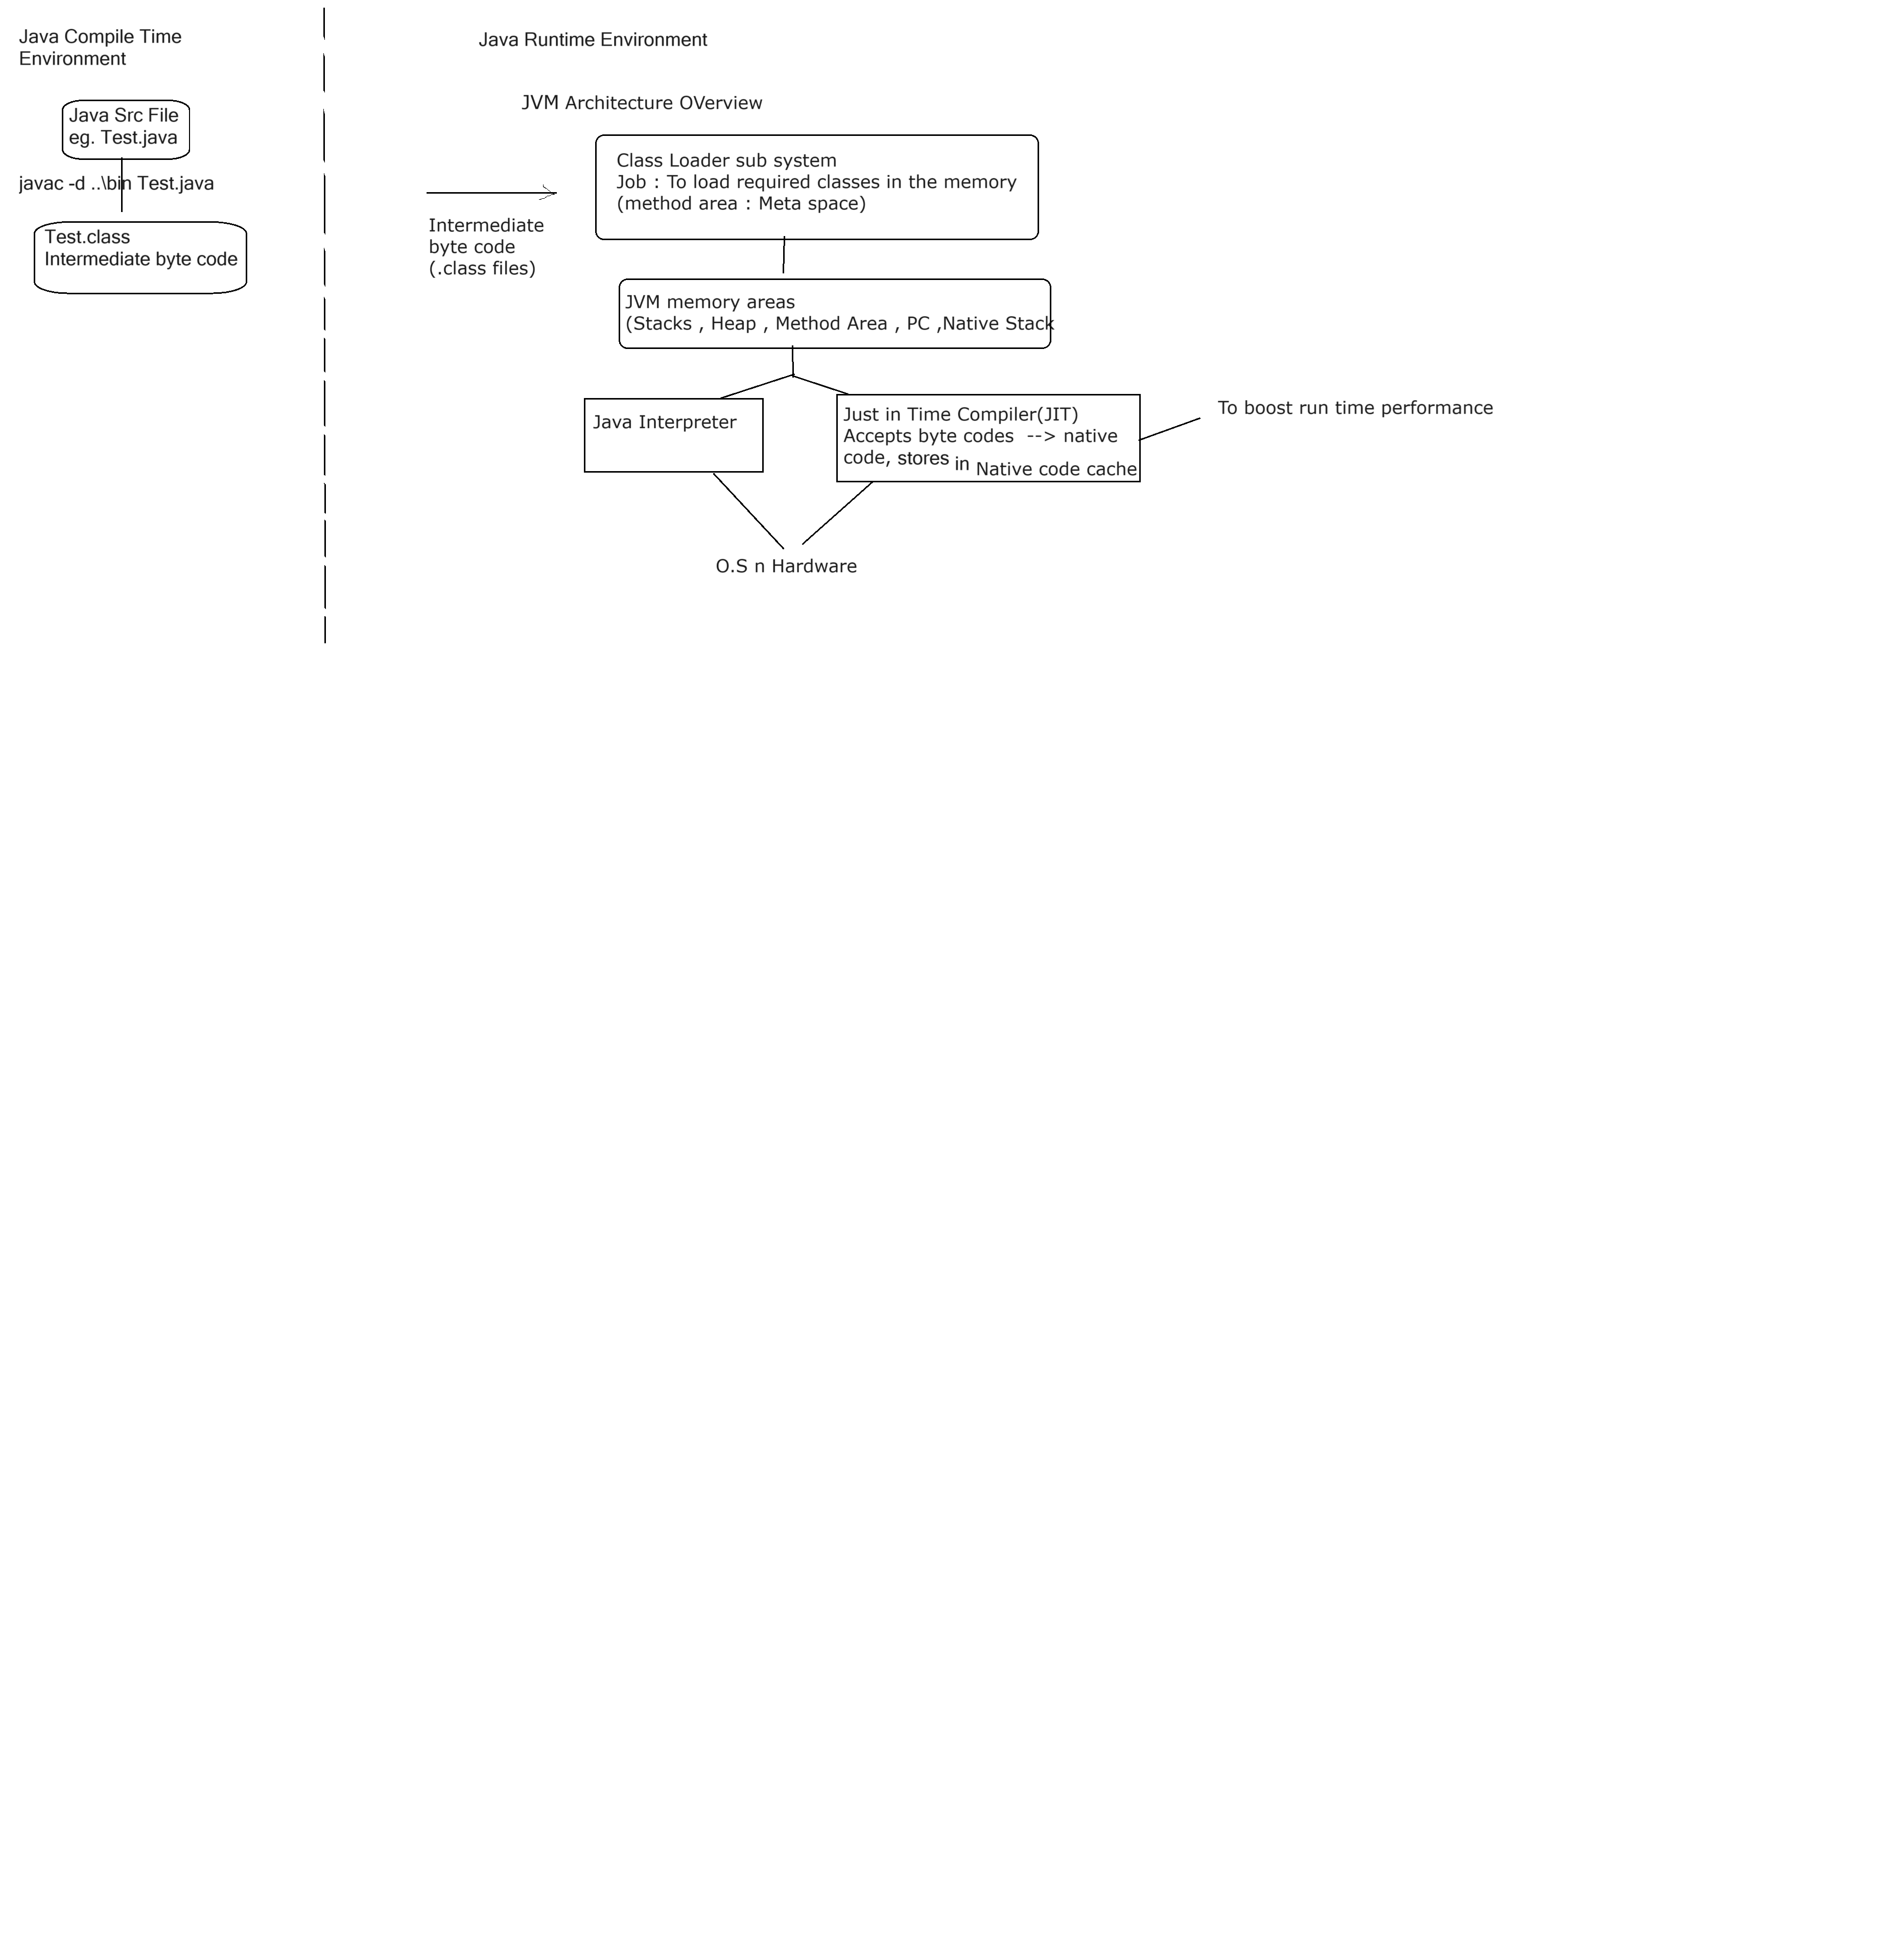 Java Compile Time
Environment
Java Src File
eg. Test.java
javac -d ..\bin Test.java
Test.class
Intermediate byte code
Java Runtime Environment
JVM Architecture OVerview
Intermediate
byte code
(.class files)
Class Loader sub system
Job : To load required classes in the memory
(method area : Meta space)
JVM memory areas
(Stacks , Heap , Method Area , PC ,Native Stack
Java Interpreter
Just in Time Compiler(JIT)
Accepts byte codes --> native
code, stores in Native code cache
To boost run time performance
O.S n Hardware